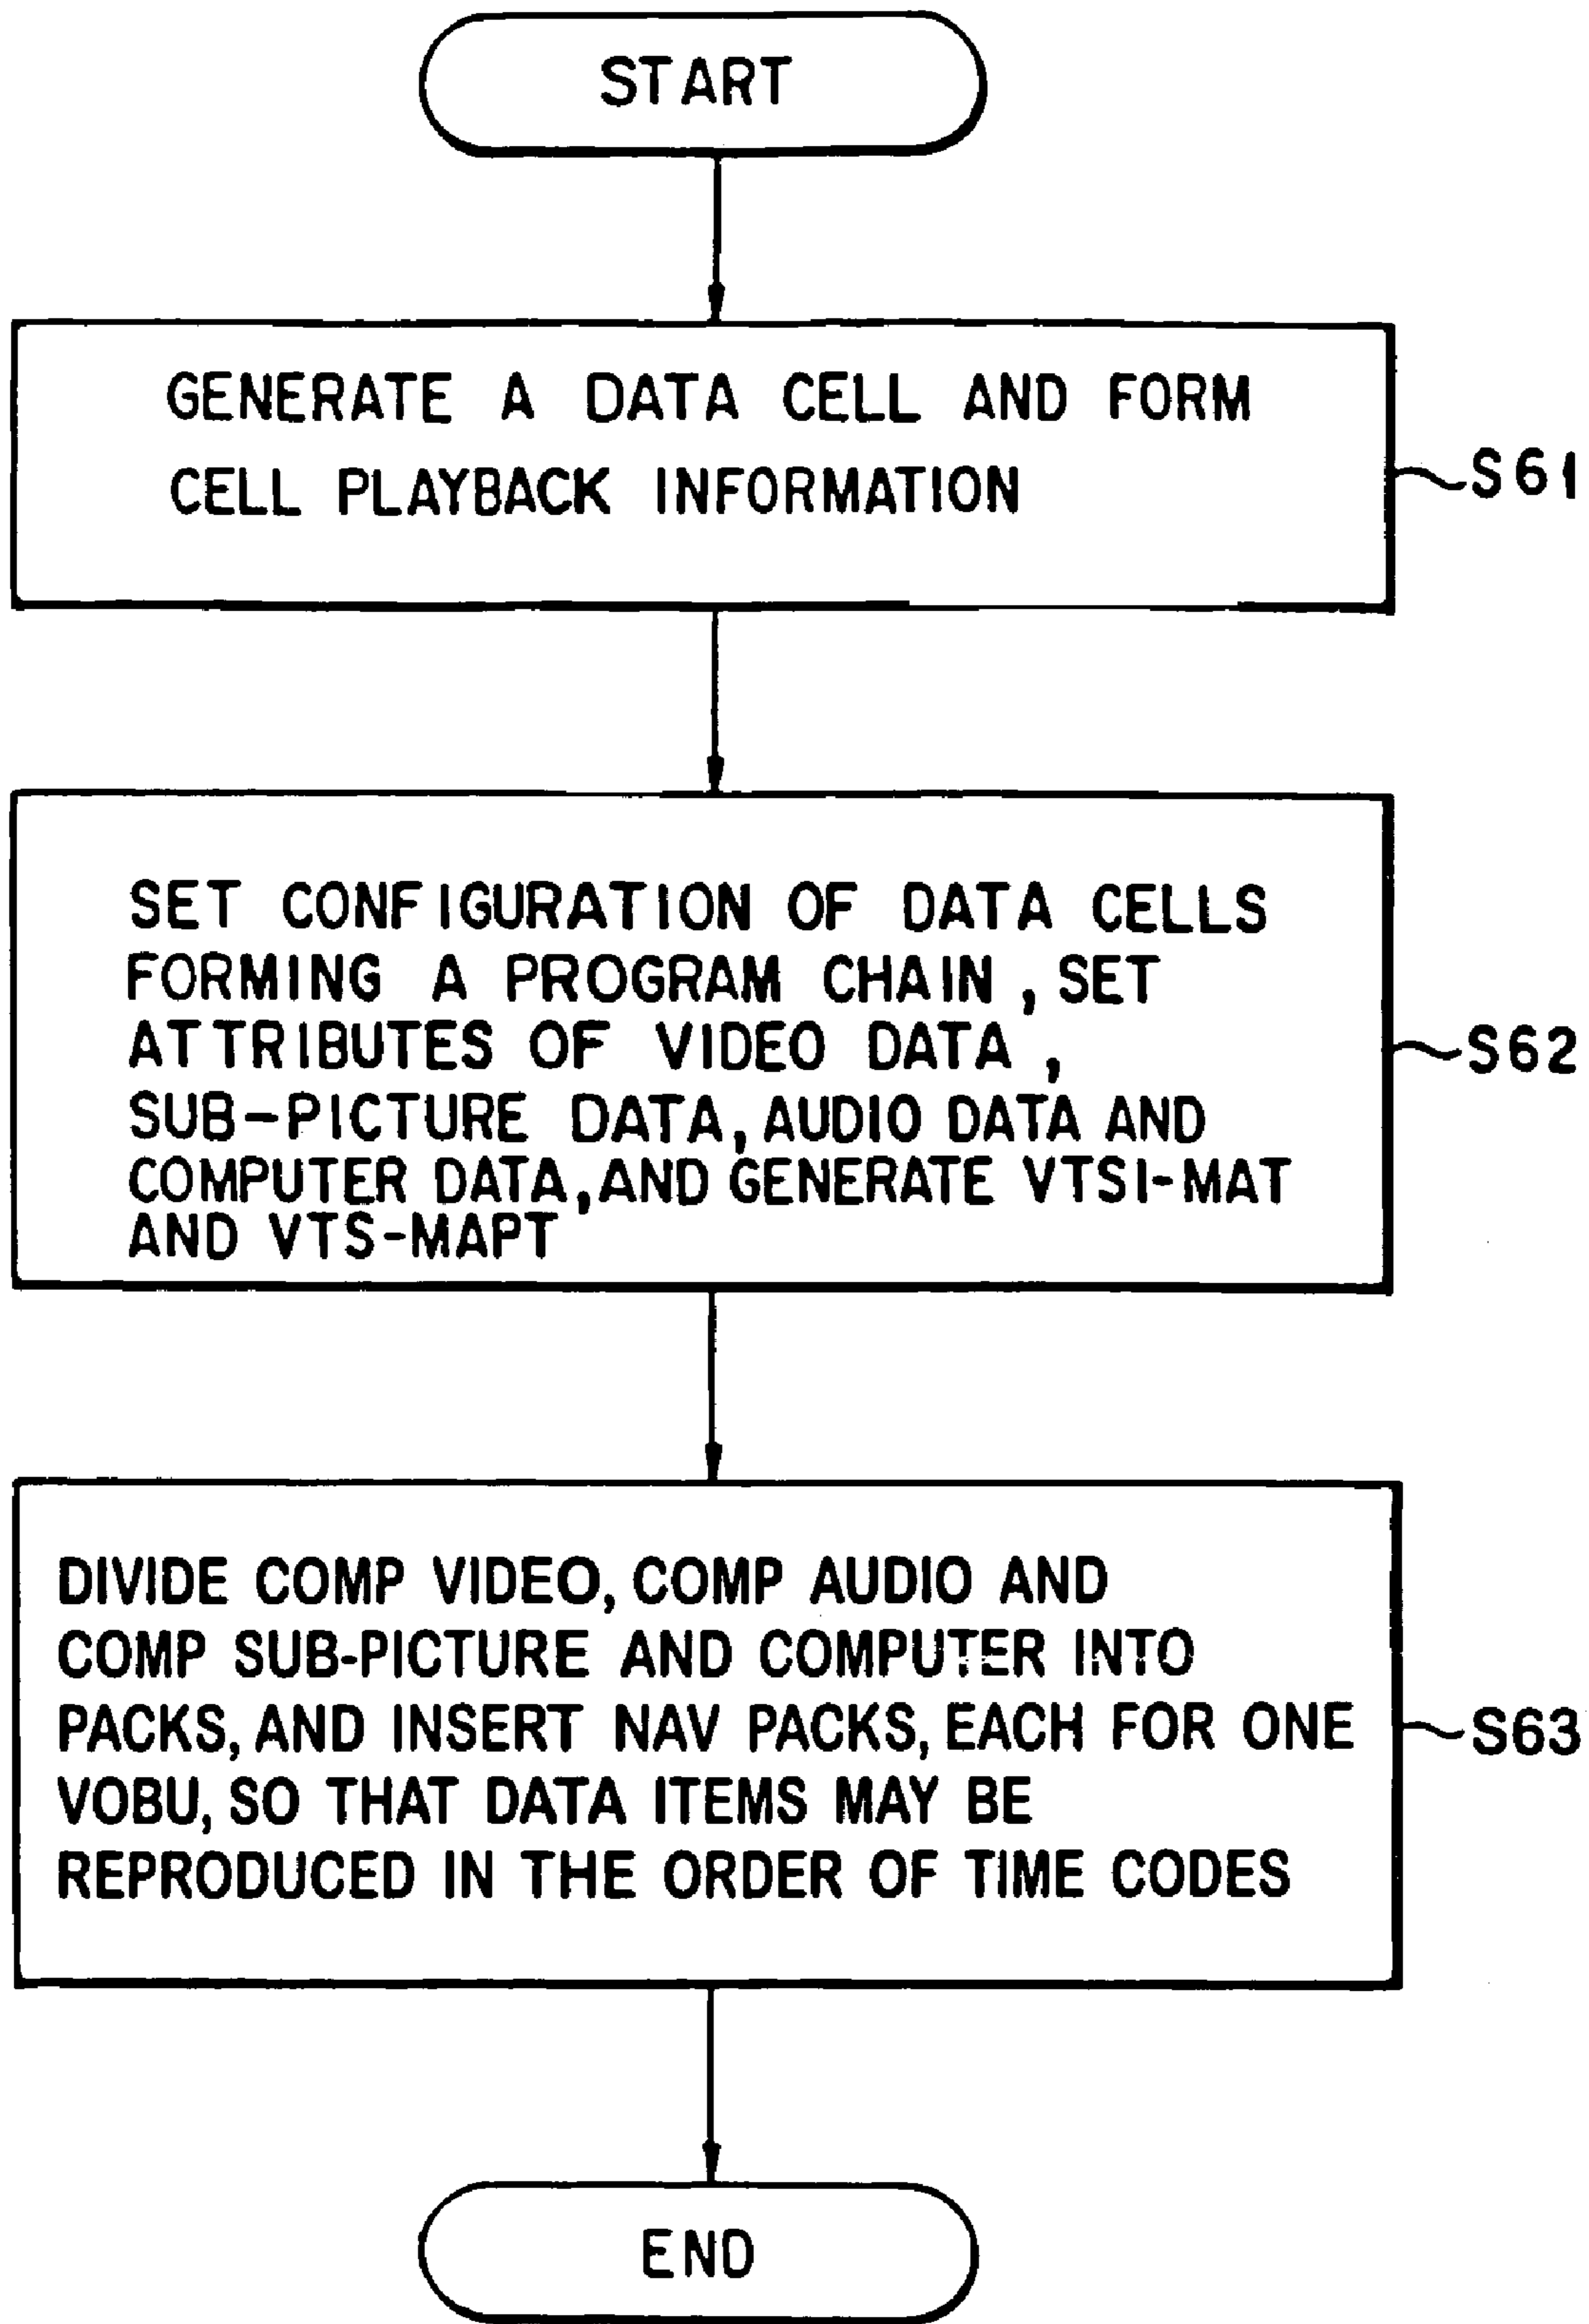 START
GENERATE A DATA CELL AND FORM
CELL PLAYBACK INFORMATION
S61
SET CONFIGURATION OF DATA CELLS
FORMING A PROGRAM CHAIN, SET
ATTRIBUTES OF VIDEO DATA,
SUB-PICTURE DATA, AUDIO DATA AND
COMPUTER DATA, AND GENERATE VTSI-MAT
AND VTS-MAPT
S62
DIVIDE COMP VIDEO, COMP AUDIO AND
COMP SUB-PICTURE AND COMPUTER INTO
PACKS, AND INSERT NAV PACKS, EACH FOR ONE
VOBU, SO THAT DATA ITEMS MAY BE
REPRODUCED IN THE ORDER OF TIME CODES
S63
END